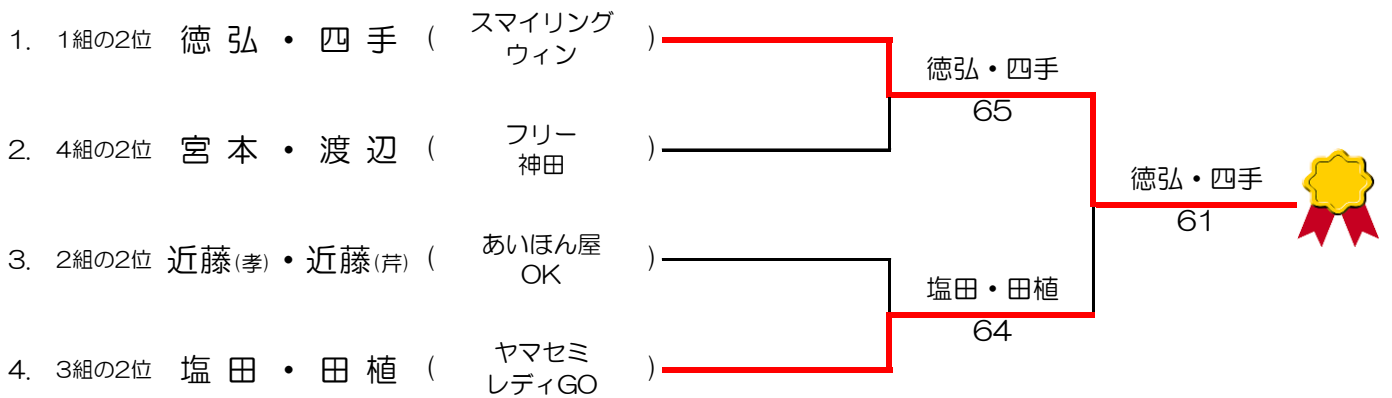 スマイリング
1. 1組の2位 徳弘・四手 ( ウィン )
徳弘・四手
65
フリー
2. 4組の2位 宮本・渡辺 ( 神田 )
徳弘・四手
61
あいほん屋
3. 2組の2位 近藤(孝)・近藤(芹) ( OK )
塩田・田植
64
ヤマセミ
4. 3組の2位 塩田・田植 ( レディGO )